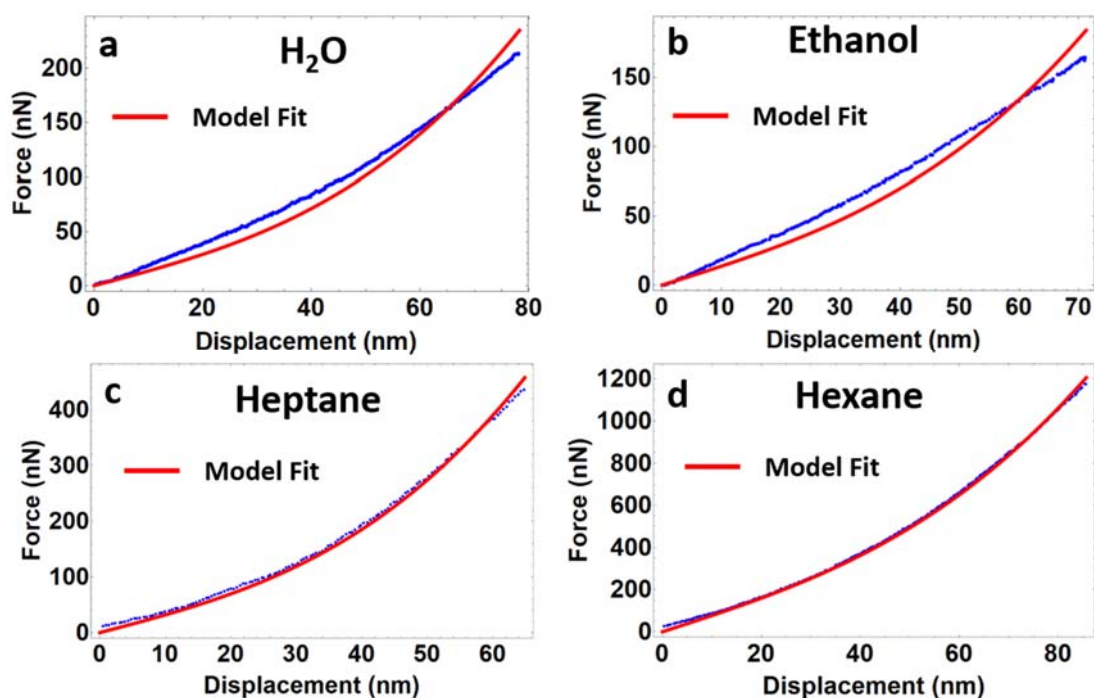 a
H₂O
Model Fit
Force (nN)
200
150
100
50
0
0 20 40 60 80
Displacement (nm)
b
Ethanol
Model Fit
Force (nN)
150
100
50
0
0 10 20 30 40 50 60 70
Displacement (nm)
c
Heptane
Model Fit
Force (nN)
400
300
200
100
0
0 10 20 30 40 50 60
Displacement (nm)
d
Hexane
Model Fit
Force (nN)
1200
1000
800
600
400
200
0
0 20 40 60 80
Displacement (nm)